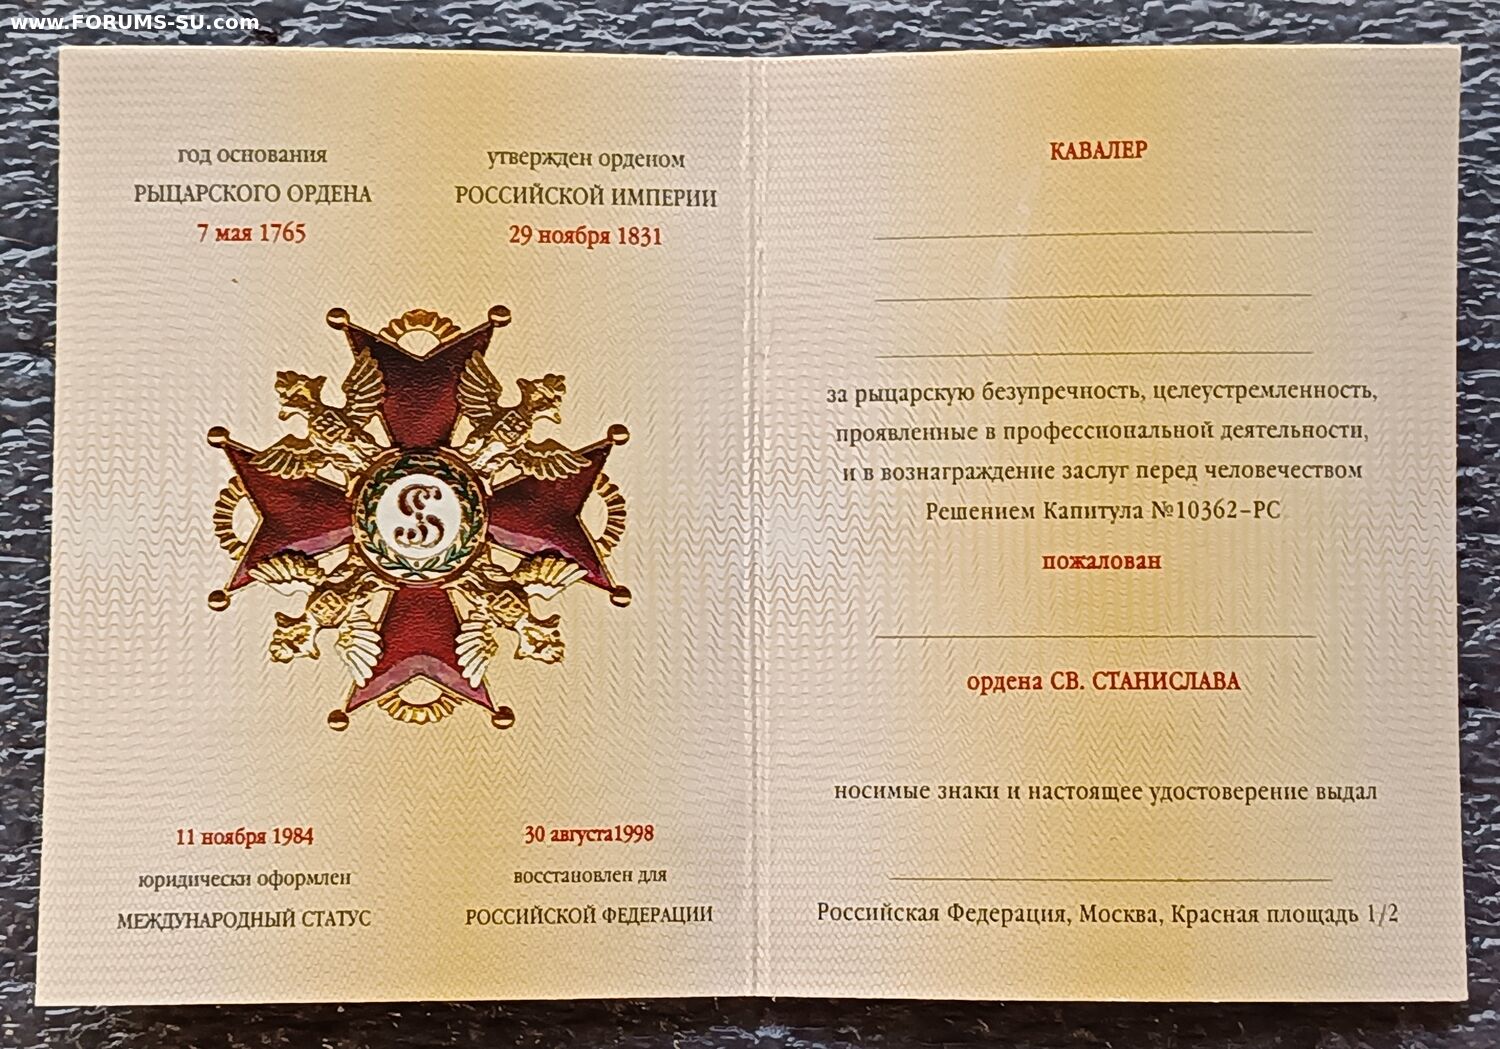 www.FORUMS-SU.com
год основания
РЫЦАРСКОГО ОРДЕНА
7 мая 1765
утвержден орденом
РОССИЙСКОЙ ИМПЕРИИ
29 ноября 1831
11 ноября 1984
юридически оформлен
МЕЖДУНАРОДНЫЙ СТАТУС
30 августа1998
восстановлен для
РОССИЙСКОЙ ФЕДЕРАЦИИ
КАВАЛЕР
за рыцарскую безупречность, целеустремленность,
проявленные в профессиональной деятельности,
и в вознаграждение заслуг перед человечеством
Решением Капитула №10362-РС
пожалован
ордена СВ. СТАНИСЛАВА
носимые знаки и настоящее удостоверение выдал
Российская Федерация, Москва, Красная площадь 1/2